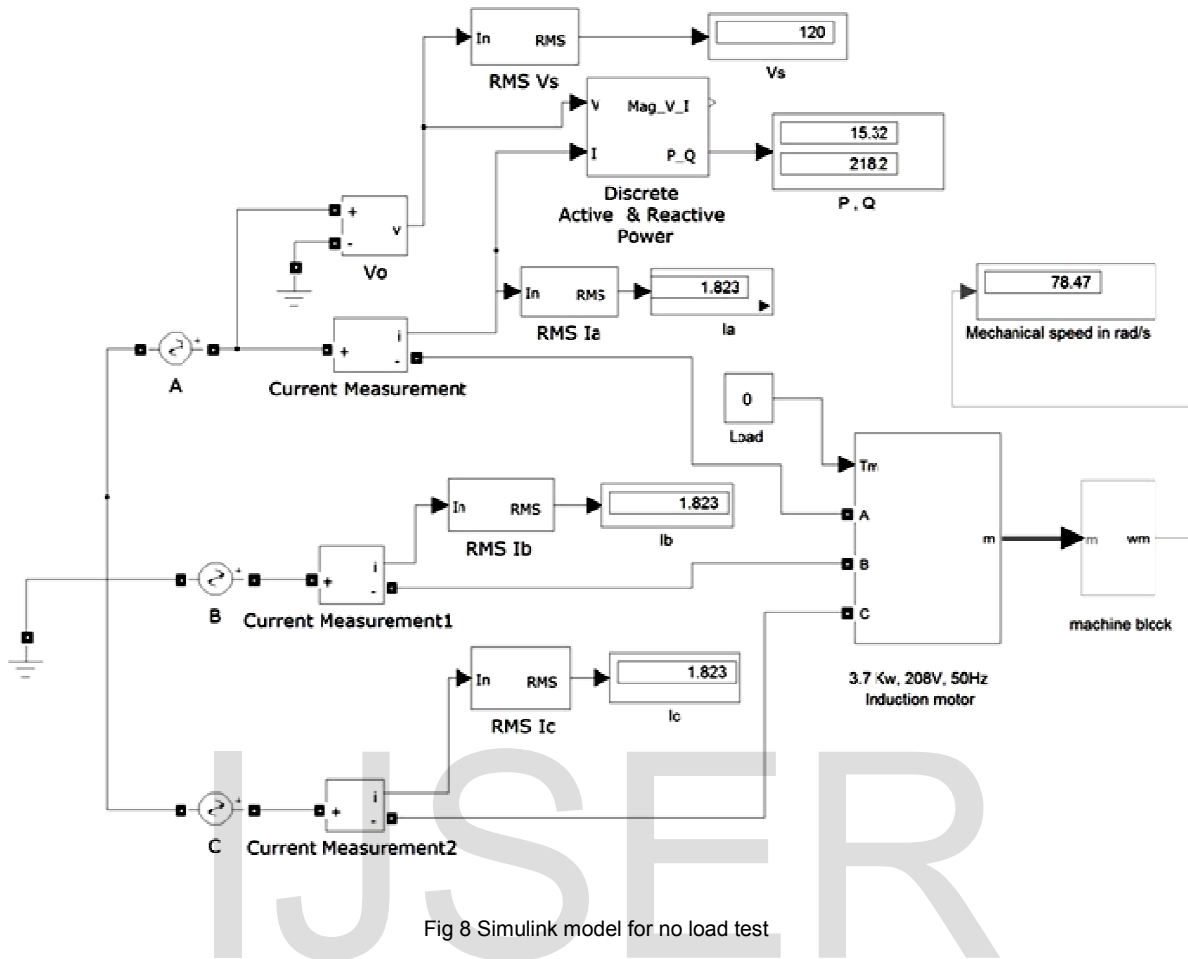 In RMS
RMS Vs
120
Vs
V Mag_V_I
I P_Q
Discrete
Active & Reactive
Power
15.32
218.2
P , Q
+
-
v
Vo
In RMS
RMS Ia
1.823
Ia
78.47
Mechanical speed in rad/s
+
A
+ i
-
Current Measurement
0
Load
Tm
A
B
C
m
3.7 Kw, 208V, 50Hz
Induction motor
m wm
machine block
In RMS
RMS Ib
1.823
Ib
+
B
+ i
-
Current Measurement1
In RMS
RMS Ic
1.823
Ic
+
C
+ i
-
Current Measurement2
IJSER
Fig 8 Simulink model for no load test